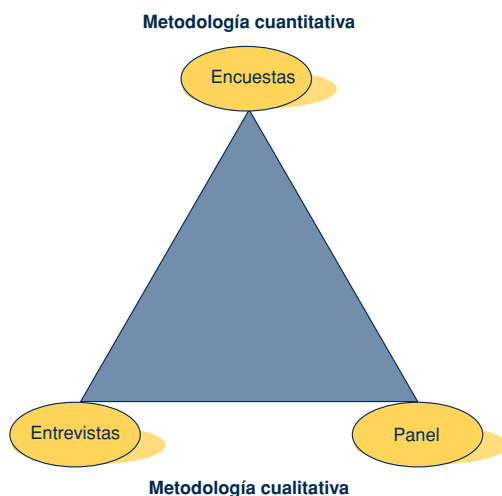 Metodología cuantitativa
Encuestas
Entrevistas
Panel
Metodología cualitativa